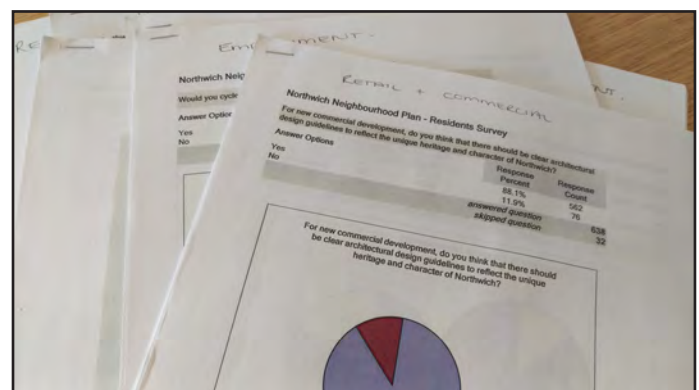 RE
EM MENT.
NT.
Northwich Neig
Would you cycle
Answer Option
Yes
No
RETAIL + COMMERCIAL
Northwich Neighbourhood Plan - Residents Survey
For new commercial development, do you think that there should be clear architectural
design guidelines to reflect the unique heritage and character of Northwich?
Answer Options
Response
Percent
Response
Count
Yes
88.1%
562
No
11.9%
76
answered question
638
skipped question
32
For new commercial development, do you think that there should
be clear architectural design guidelines to reflect the unique
heritage and character of Northwich?